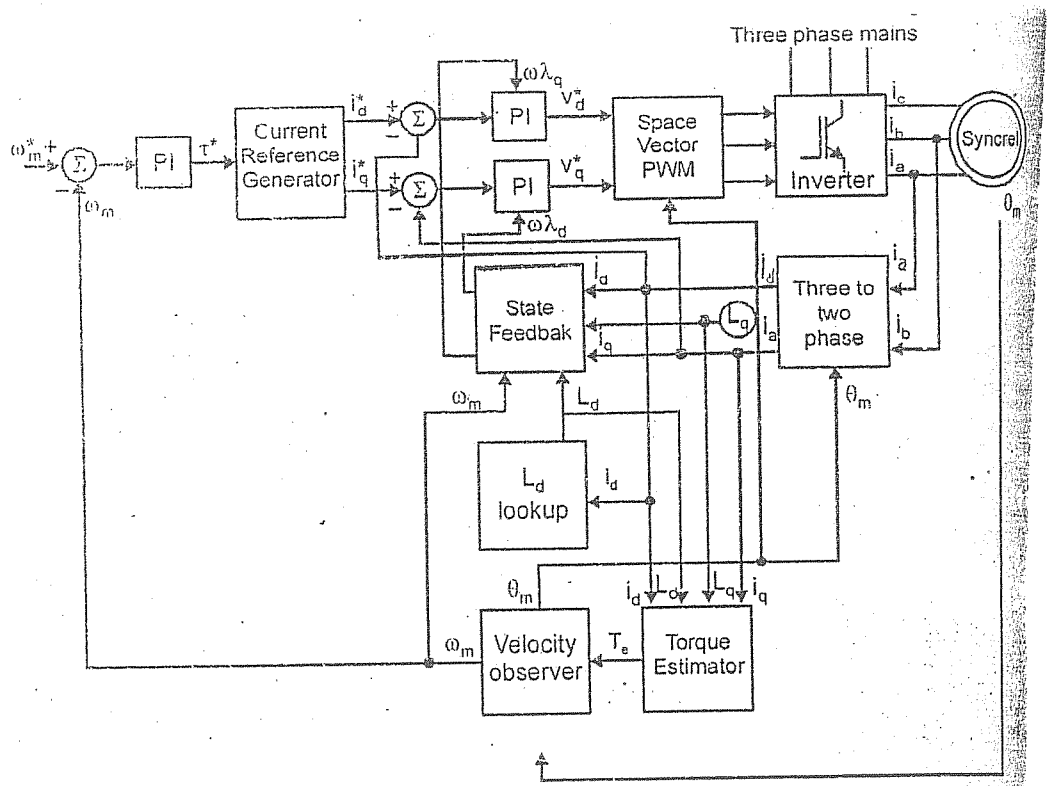 Three phase mains
ωλq
i*d
v*d
+
−
Σ
PI
ω*m +
Σ
−
PI
τ*
Current
Reference
Generator
i*q
+
−
Σ
PI
v*q
Space
Vector
PWM
Inverter
ic
ib
ia
Syncrel
θm
ωm
ωλd
State
Feedbak
id
Lq
iq
id
ia
Three to
two
phase
ia
ib
θm
ωm
Ld
Ld
lookup
id
θm
id
Ld
Lq
iq
ωm
Velocity
observer
Te
Torque
Estimator